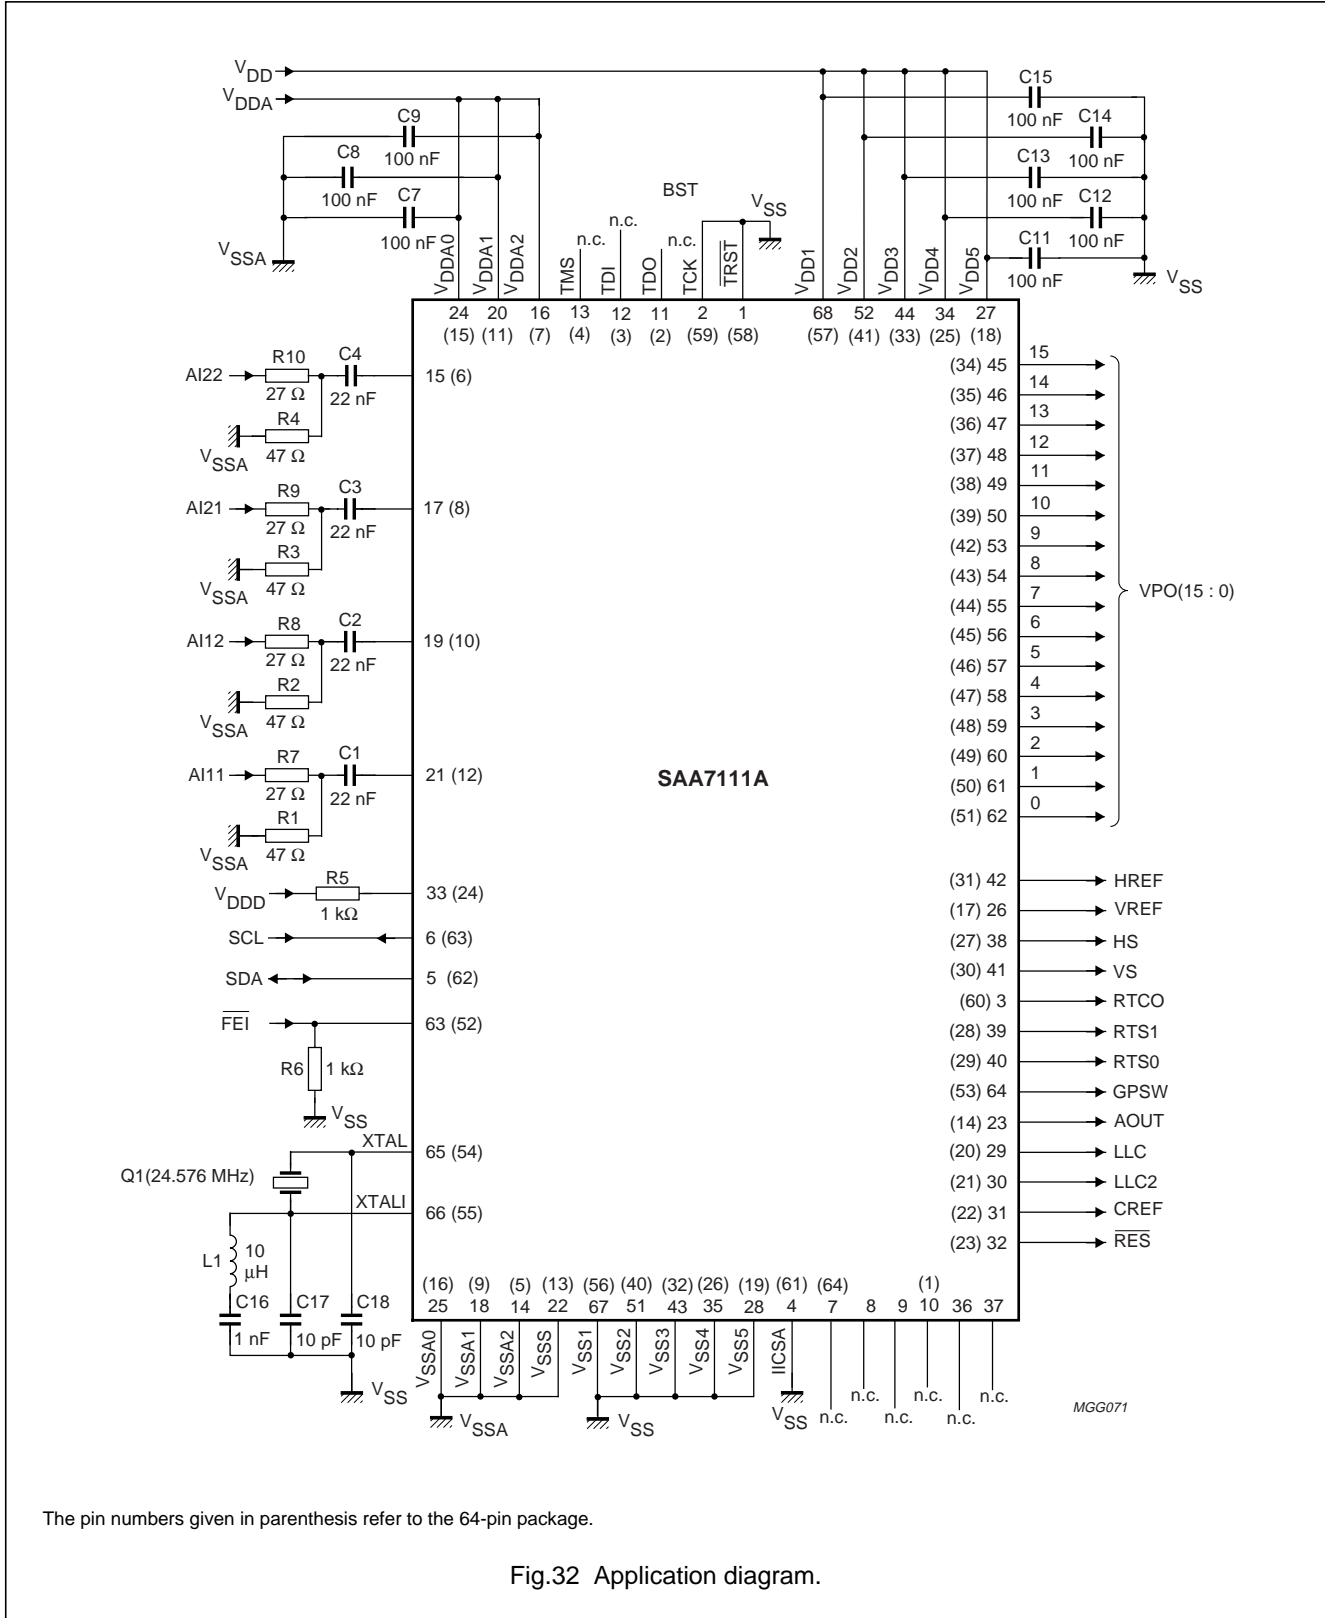 VDD
VDDA
C9
100 nF
C8
100 nF
C7
100 nF
VSSA
C15
100 nF
C14
100 nF
C13
100 nF
C12
100 nF
C11
100 nF
VSS
BST
VSS
n.c.
n.c.
n.c.
VDDA0
VDDA1
VDDA2
TMS
TDI
TDO
TCK
TRST
VDD1
VDD2
VDD3
VDD4
VDD5
24 20 16 13 12 11 2 1 68 52 44 34 27
(15) (11) (7) (4) (3) (2) (59) (58) (57) (41) (33) (25) (18)
AI22
R10
27 Ω
C4
22 nF
15 (6)
R4
47 Ω
VSSA
AI21
R9
27 Ω
C3
22 nF
17 (8)
R3
47 Ω
VSSA
AI12
R8
27 Ω
C2
22 nF
19 (10)
R2
47 Ω
VSSA
AI11
R7
27 Ω
C1
22 nF
21 (12)
R1
47 Ω
VSSA
VDDD
R5
1 kΩ
33 (24)
SCL
6 (63)
SDA
5 (62)
FEI
63 (52)
R6
1 kΩ
VSS
XTAL
65 (54)
Q1(24.576 MHz)
XTALI
66 (55)
L1
10
μH
C16
1 nF
C17
10 pF
C18
10 pF
VSS
SAA7111A
(34) 45 15
(35) 46 14
(36) 47 13
(37) 48 12
(38) 49 11
(39) 50 10
(42) 53 9
(43) 54 8
(44) 55 7
(45) 56 6
(46) 57 5
(47) 58 4
(48) 59 3
(49) 60 2
(50) 61 1
(51) 62 0
VPO(15 : 0)
(31) 42 HREF
(17) 26 VREF
(27) 38 HS
(30) 41 VS
(60) 3 RTCO
(28) 39 RTS1
(29) 40 RTS0
(53) 64 GPSW
(14) 23 AOUT
(20) 29 LLC
(21) 30 LLC2
(22) 31 CREF
(23) 32 RES
(16) (9) (5) (13) (56) (40) (32) (26) (19) (61) (64) (1)
25 18 14 22 67 51 43 35 28 4 7 8 9 10 36 37
VSSA0
VSSA1
VSSA2
VSSS
VSS1
VSS2
VSS3
VSS4
VSS5
IICSA
VSSA
VSS
VSS
n.c.
n.c.
n.c.
n.c.
n.c.
n.c.
MGG071
The pin numbers given in parenthesis refer to the 64-pin package.
Fig.32 Application diagram.